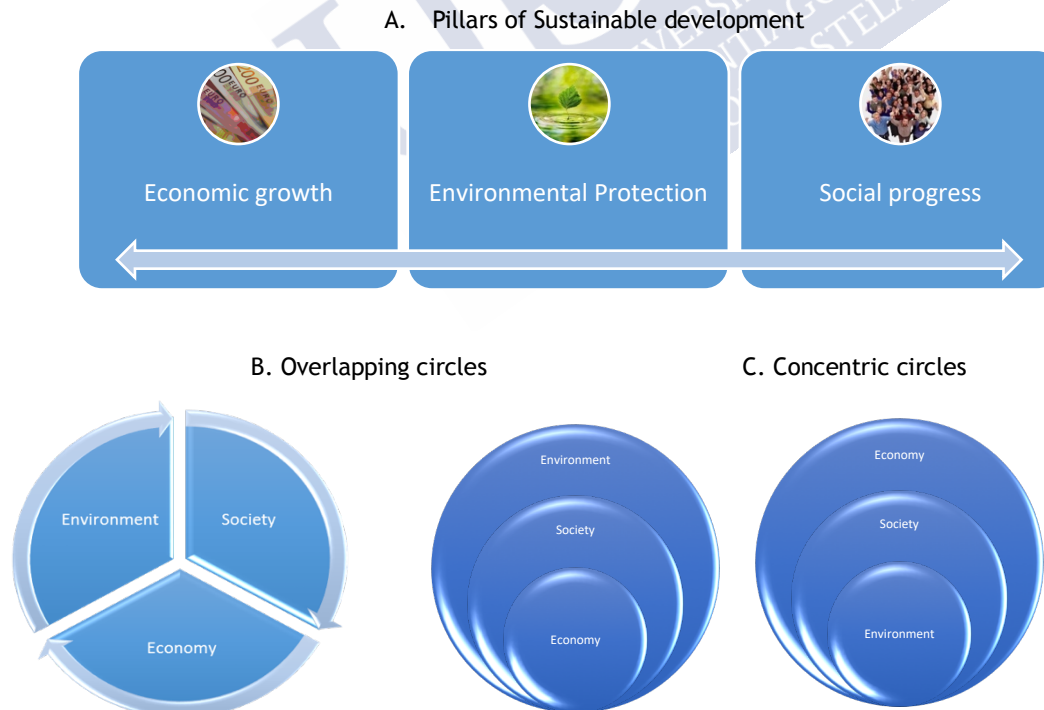 A. Pillars of Sustainable development
Economic growth
Environmental Protection
Social progress
B. Overlapping circles
C. Concentric circles
Environment
Society
Economy
Environment
Society
Economy
Economy
Society
Environment